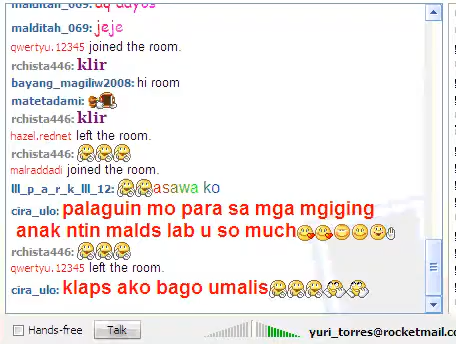 malditah_069: aq adyos
malditah_069: jeje
qwertyu.12345 joined the room.
rchista446: klir
bayang_magiliw2008: hi room
matetadami:
rchista446: klir
hazel.rednet left the room.
rchista446:
malraddadi joined the room.
lll_p_a_r_k_lll_12: asawa ko
cira_ulo: palaguin mo para sa mga mgiging
anak ntin malds lab u so much
rchista446:
qwertyu.12345 left the room.
cira_ulo: klaps ako bago umalis
Hands-free Talk yuri_torres@rocketmail.c